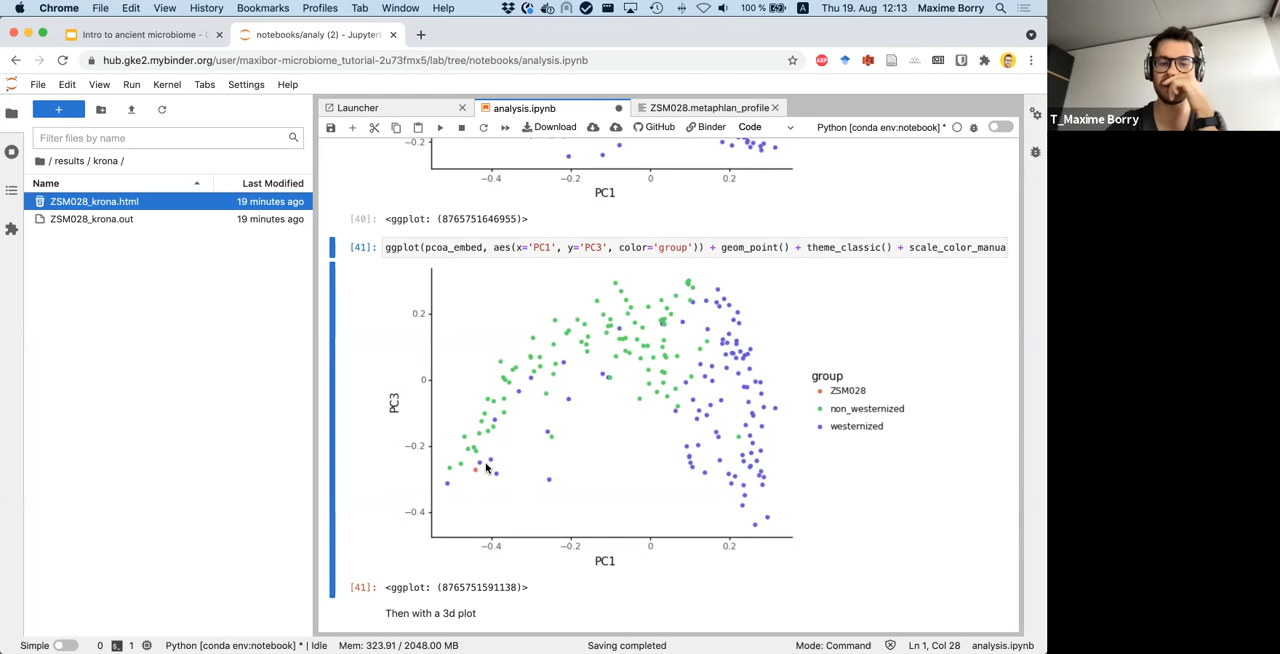 Chrome File Edit View History Bookmarks Profiles Tab Window Help 100 % A Thu 19. Aug 12:13 Maxime Borry
Intro to ancient microbiome - G
notebooks/analy (2) - Jupyterl
hub.gke2.mybinder.org/user/maxibor-microbiome_tutorial-2u73fmx5/lab/tree/notebooks/analysis.ipynb
ABP
T_Maxime Borry
File Edit View Run Kernel Tabs Settings Help
+
Launcher
analysis.ipynb
ZSM028.metaphlan_profile
Download GitHub Binder Code Python [conda env:notebook] *
Filter files by name
/ results / krona /
Name Last Modified
ZSM028_krona.html 19 minutes ago
ZSM028_krona.out 19 minutes ago
−0.2
−0.4 −0.2 0 0.2
PC1
[40]: <ggplot: (8765751646955)>
[41]: ggplot(pcoa_embed, aes(x='PC1', y='PC3', color='group')) + geom_point() + theme_classic() + scale_color_manua
0.2
0
−0.2
−0.4
PC3
group
ZSM028
non_westernized
westernized
−0.4 −0.2 0 0.2
PC1
[41]: <ggplot: (8765751591138)>
Then with a 3d plot
Simple 0 1 Python [conda env:notebook] * | Idle Mem: 323.91 / 2048.00 MB Saving completed Mode: Command Ln 1, Col 28 analysis.ipynb